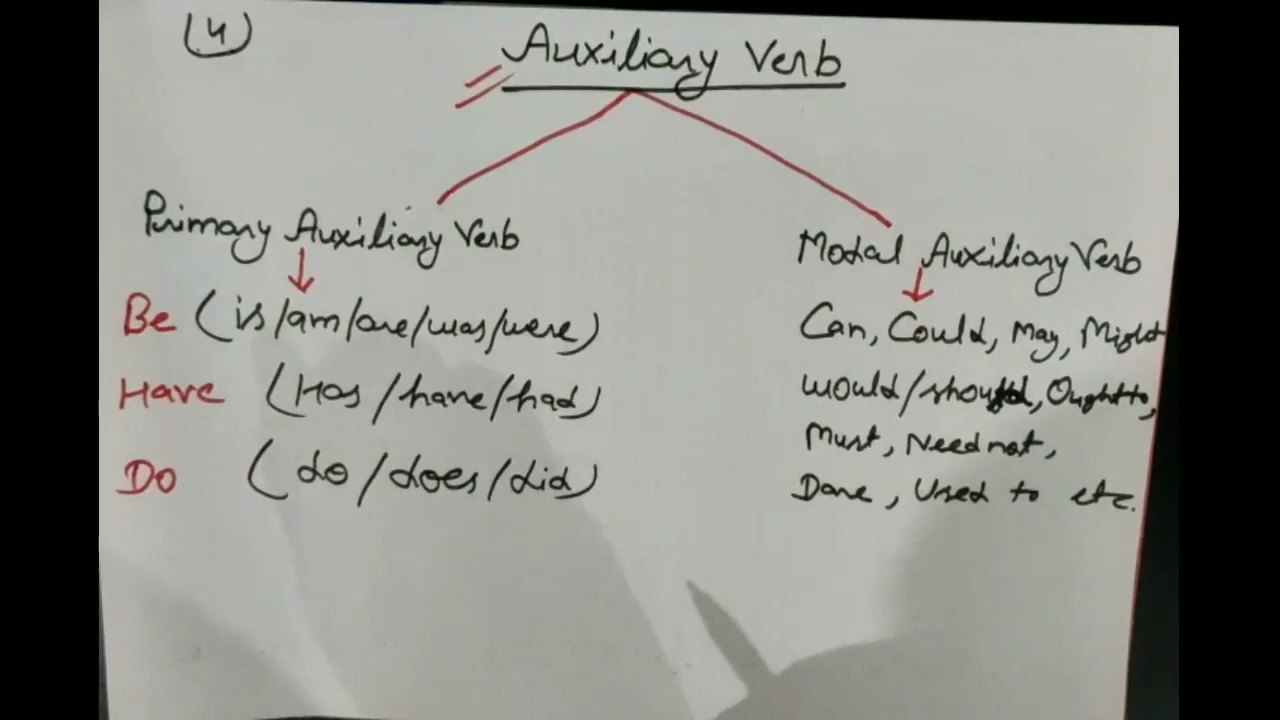 (4)
Auxiliary Verb
Primary Auxiliary Verb
Be (is/am/are/was/were)
Have (Has/have/had)
Do (do/does/did)
Modal Auxiliary Verb
Can, Could, May, Might
would/should, Ought to,
Must, Need not,
Dare, Used to etc.